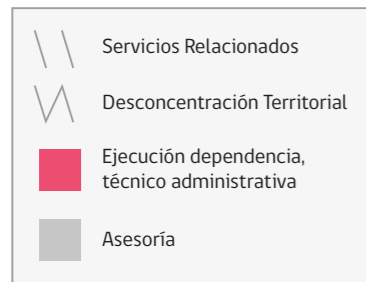 Servicios Relacionados
Desconcentración Territorial
Ejecución dependencia,
técnico administrativa
Asesoría